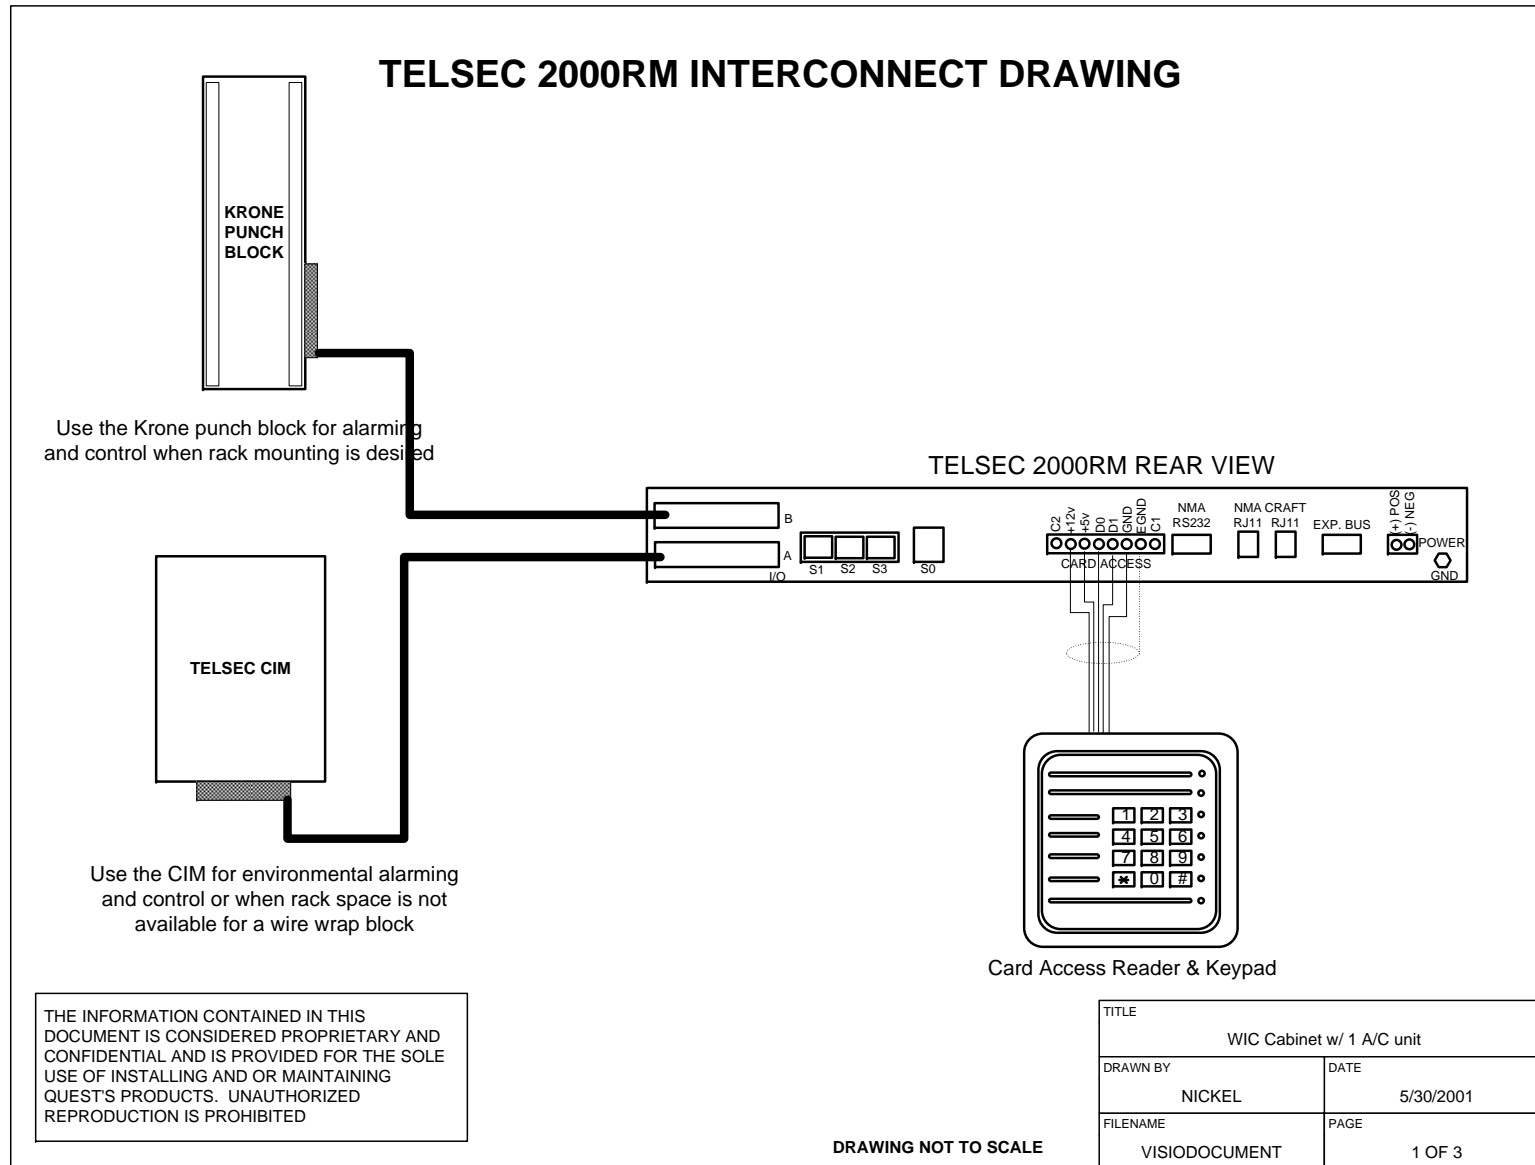 TELSEC 2000RM INTERCONNECT DRAWING
KRONE
PUNCH
BLOCK
Use the Krone punch block for alarming
and control when rack mounting is desired
TELSEC 2000RM REAR VIEW
B
A
I/O
S1 S2 S3 S0
C2
+12v
+5v
D0
D1
GND
EGND
C1
CARD ACCESS
NMA
RS232
NMA CRAFT
RJ11 RJ11
EXP. BUS
(+) POS
(-) NEG
POWER
GND
TELSEC CIM
Use the CIM for environmental alarming
and control or when rack space is not
available for a wire wrap block
1 2 3
4 5 6
7 8 9
* 0 #
Card Access Reader & Keypad
THE INFORMATION CONTAINED IN THIS
DOCUMENT IS CONSIDERED PROPRIETARY AND
CONFIDENTIAL AND IS PROVIDED FOR THE SOLE
USE OF INSTALLING AND OR MAINTAINING
QUEST'S PRODUCTS. UNAUTHORIZED
REPRODUCTION IS PROHIBITED
DRAWING NOT TO SCALE
TITLE
WIC Cabinet w/ 1 A/C unit
DRAWN BY
NICKEL
DATE
5/30/2001
FILENAME
VISIODOCUMENT
PAGE
1 OF 3